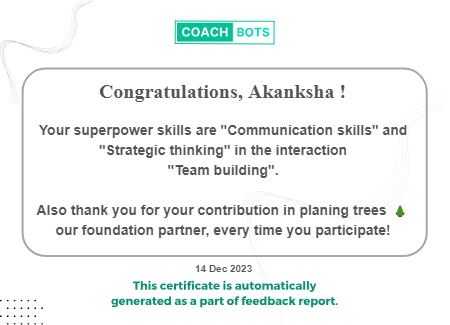 COACH BOTS
Congratulations, Akanksha !
Your superpower skills are "Communication skills" and
"Strategic thinking" in the interaction
"Team building".
Also thank you for your contribution in planing trees 🌲
our foundation partner, every time you participate!
14 Dec 2023
This certificate is automatically
generated as a part of feedback report.